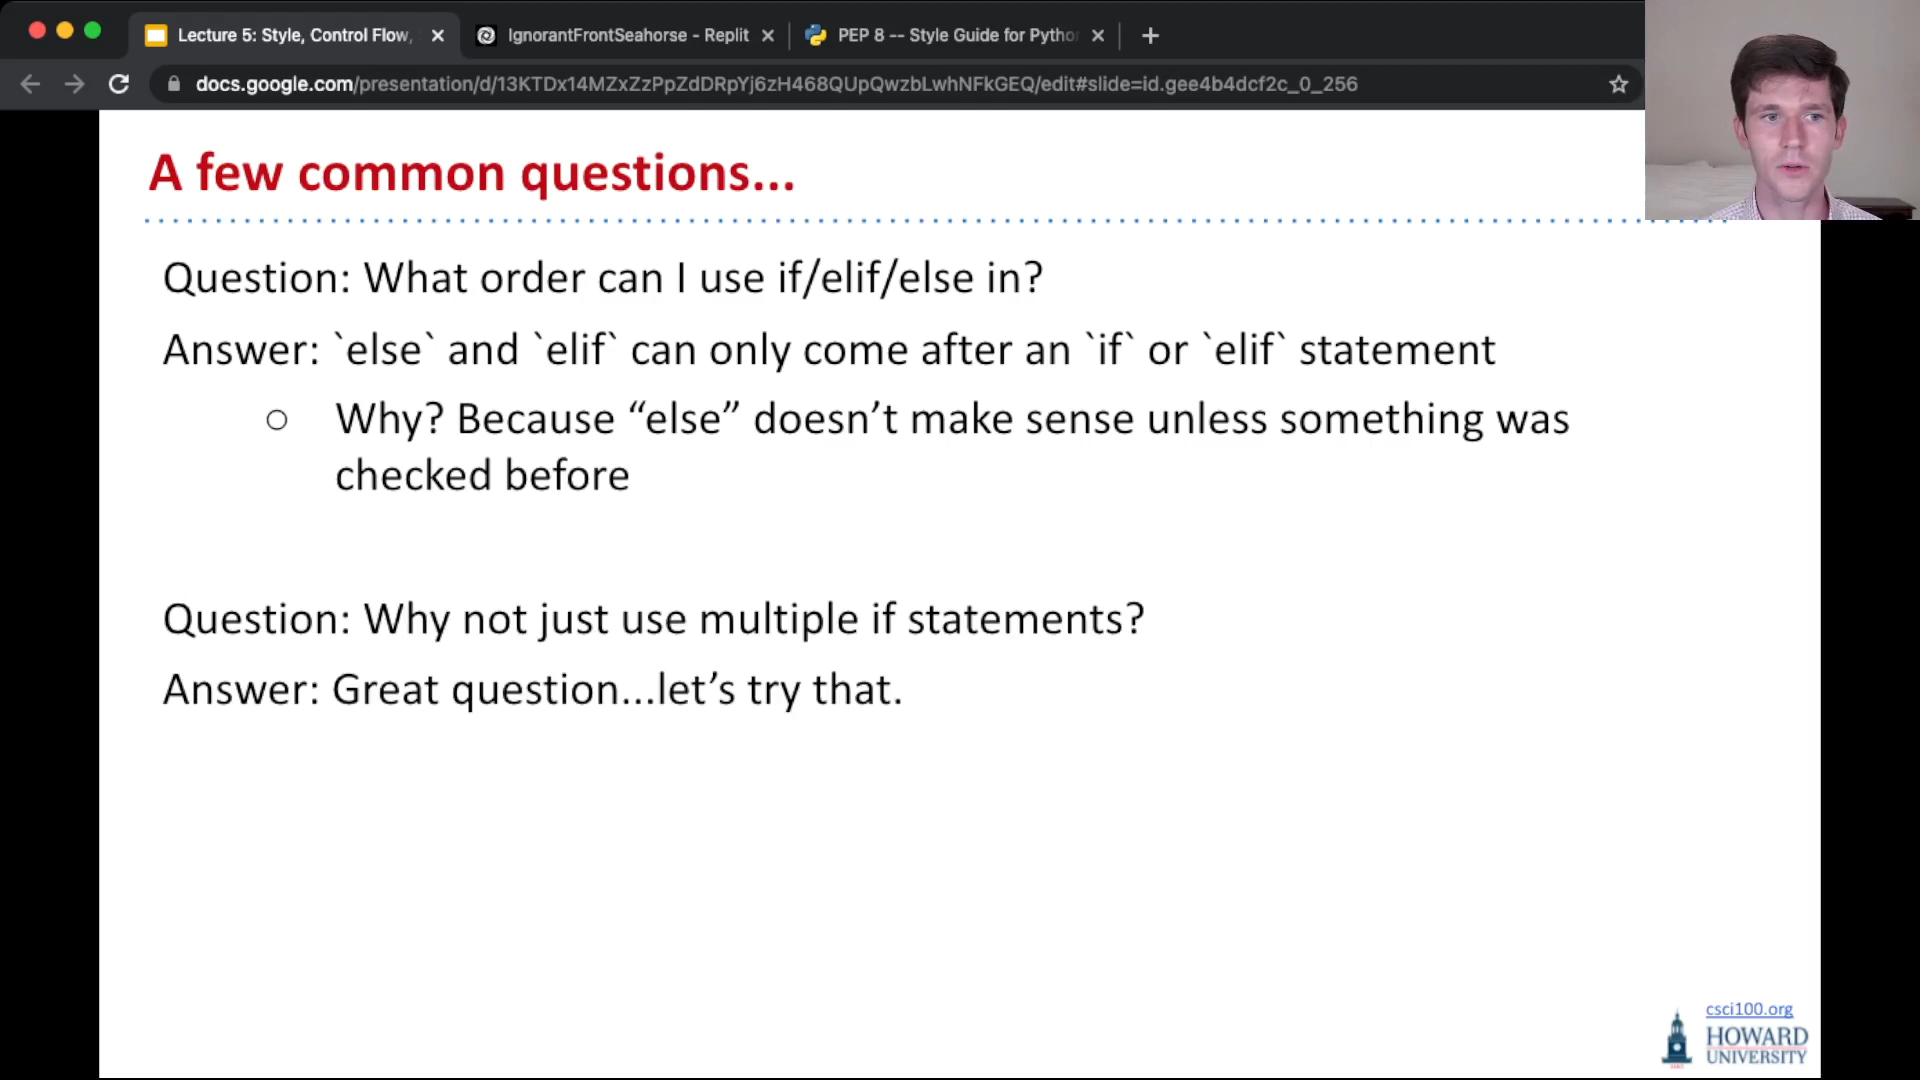 Lecture 5: Style, Control Flow,
IgnorantFrontSeahorse - Replit
PEP 8 -- Style Guide for Pytho
docs.google.com/presentation/d/13KTDx14MZxZzPpZdDRpYj6zH468QUpQwzbLwhNFkGEQ/edit#slide=id.gee4b4dcf2c_0_256
A few common questions...
Question: What order can I use if/elif/else in?
Answer: `else` and `elif` can only come after an `if` or `elif` statement
○ Why? Because “else” doesn’t make sense unless something was
checked before
Question: Why not just use multiple if statements?
Answer: Great question...let’s try that.
csci100.org
HOWARD
UNIVERSITY